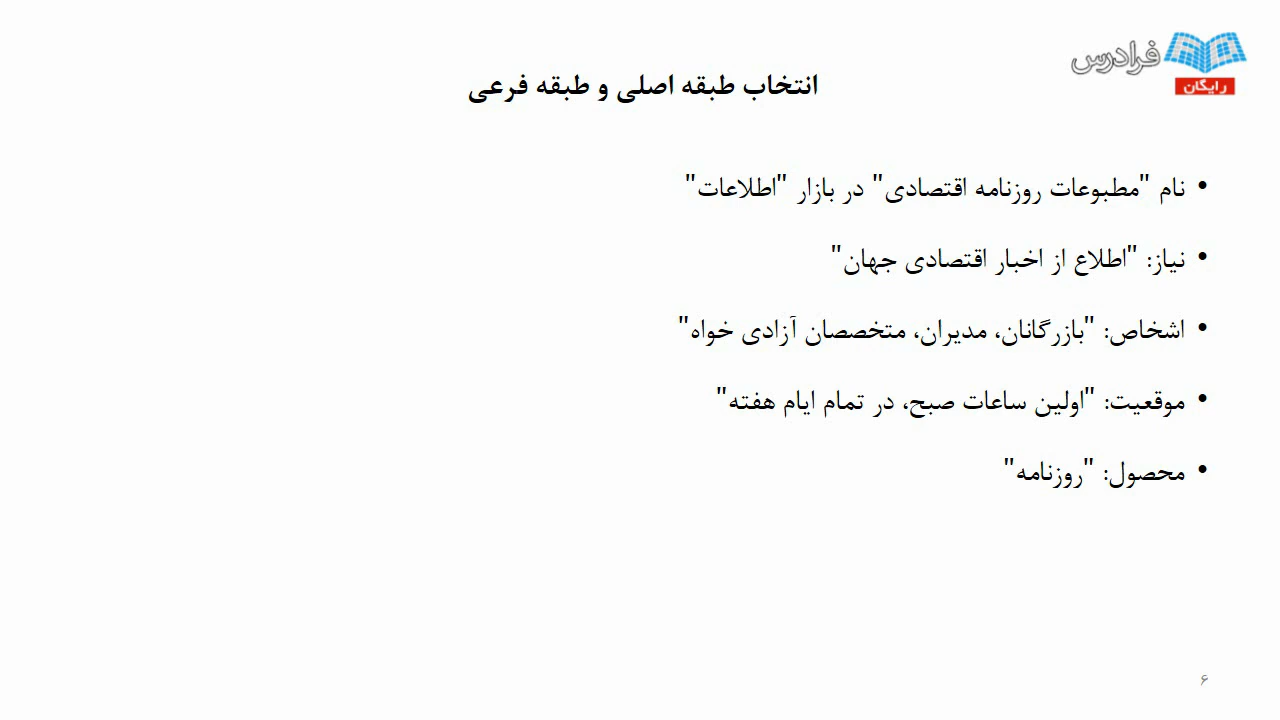 فرادرس
رایگان
انتخاب طبقه اصلی و طبقه فرعی
• نام "مطبوعات روزنامه اقتصادی" در بازار "اطلاعات"
• نیاز: "اطلاع از اخبار اقتصادی جهان"
• اشخاص: "بازرگانان، مدیران، متخصصان آزادی خواه"
• موقعیت: "اولین ساعات صبح، در تمام ایام هفته"
• محصول: "روزنامه"
۶